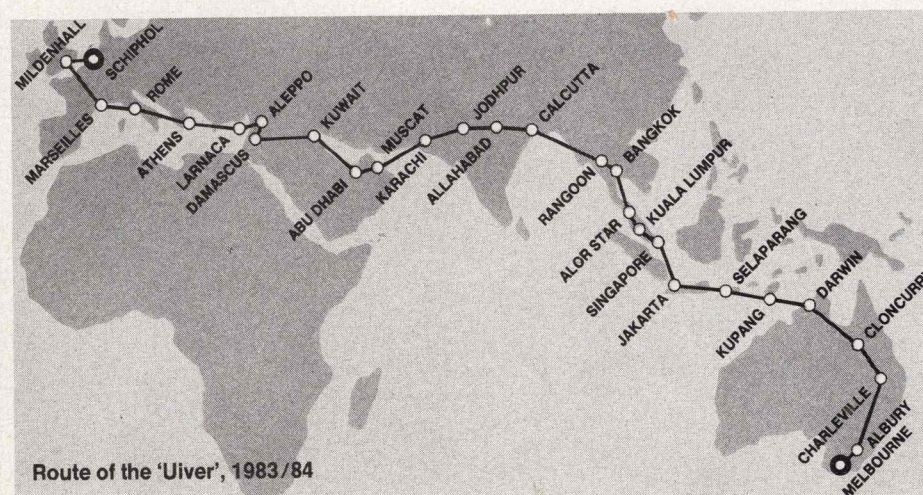 MILDENHALL
SCHIPHOL
MARSEILLES
ROME
ATHENS
LARNACA
ALEPPO
DAMASCUS
KUWAIT
ABU DHABI
MUSCAT
KARACHI
JODHPUR
ALLAHABAD
CALCUTTA
RANGOON
BANGKOK
ALOR STAR
KUALA LUMPUR
SINGAPORE
JAKARTA
SELAPARANG
KUPANG
DARWIN
CLONCURR
CHARLEVILLE
ALBURY
MELBOURNE
Route of the 'Uiver', 1983/84